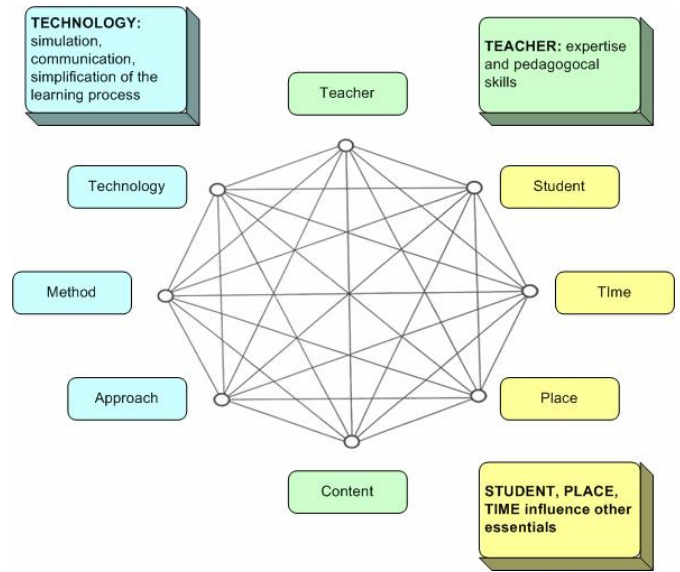 TECHNOLOGY:
simulation,
communication,
simplification of the
learning process
TEACHER: expertise
and pedagogocal
skills
Teacher
Technology
Student
Method
TIme
Approach
Place
Content
STUDENT, PLACE,
TIME influence other
essentials